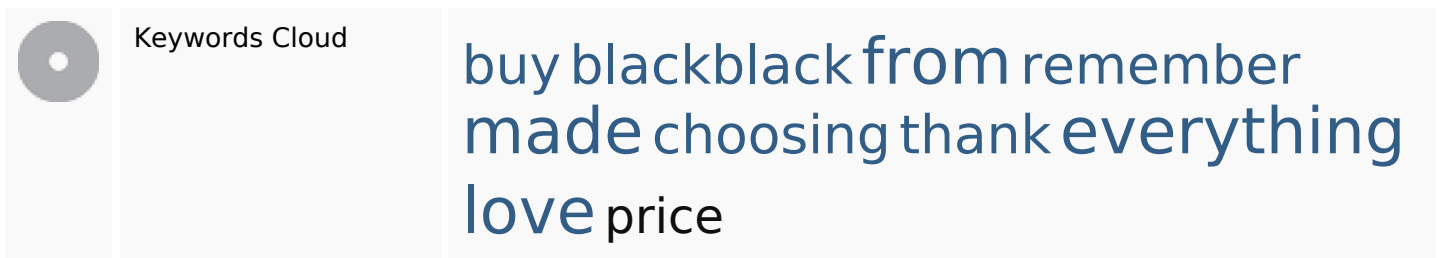 Keywords Cloud
buy blackblack from remember
made choosing thank everything
love price